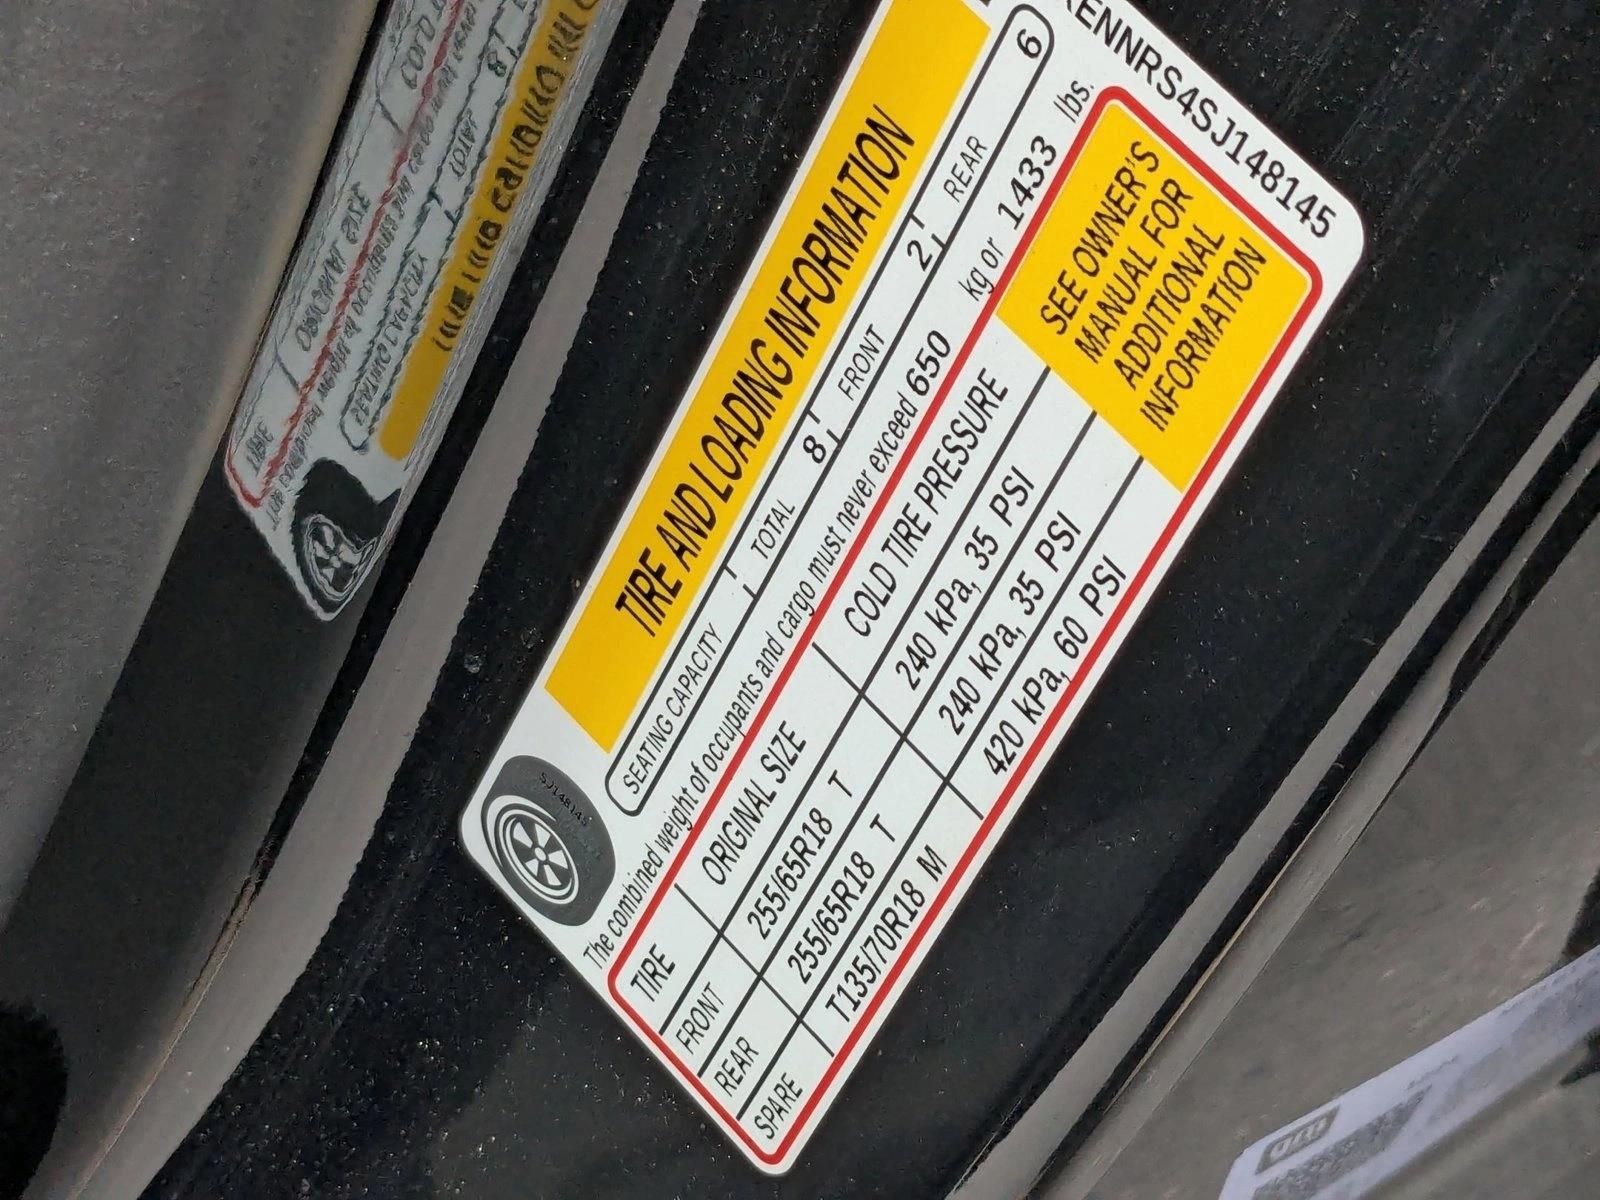 TIRE AND LOADING INFORMATION
SEATING CAPACITY TOTAL 8 FRONT 2 REAR 6
The combined weight of occupants and cargo must never exceed 650 kg or 1433 lbs.
TIRE ORIGINAL SIZE COLD TIRE PRESSURE
FRONT 255/65R18 T 240 kPa, 35 PSI
REAR 255/65R18 T 240 kPa, 35 PSI
SPARE T135/70R18 M 420 kPa, 60 PSI
SEE OWNER'S
MANUAL FOR
ADDITIONAL
INFORMATION
ENNRS4SJ148145
SJ148145